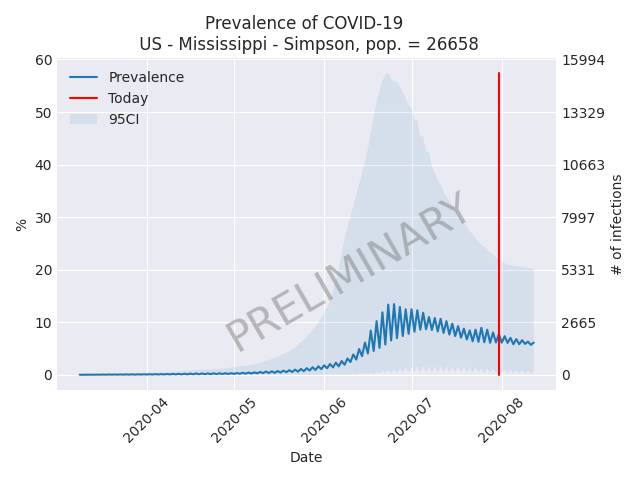 Prevalence of COVID-19
US - Mississippi - Simpson, pop. = 26658
60
50
40
30
20
10
0
%
15994
13329
10663
7997
5331
2665
0
# of infections
Prevalence
Today
95CI
PRELIMINARY
2020-04
2020-05
2020-06
2020-07
2020-08
Date